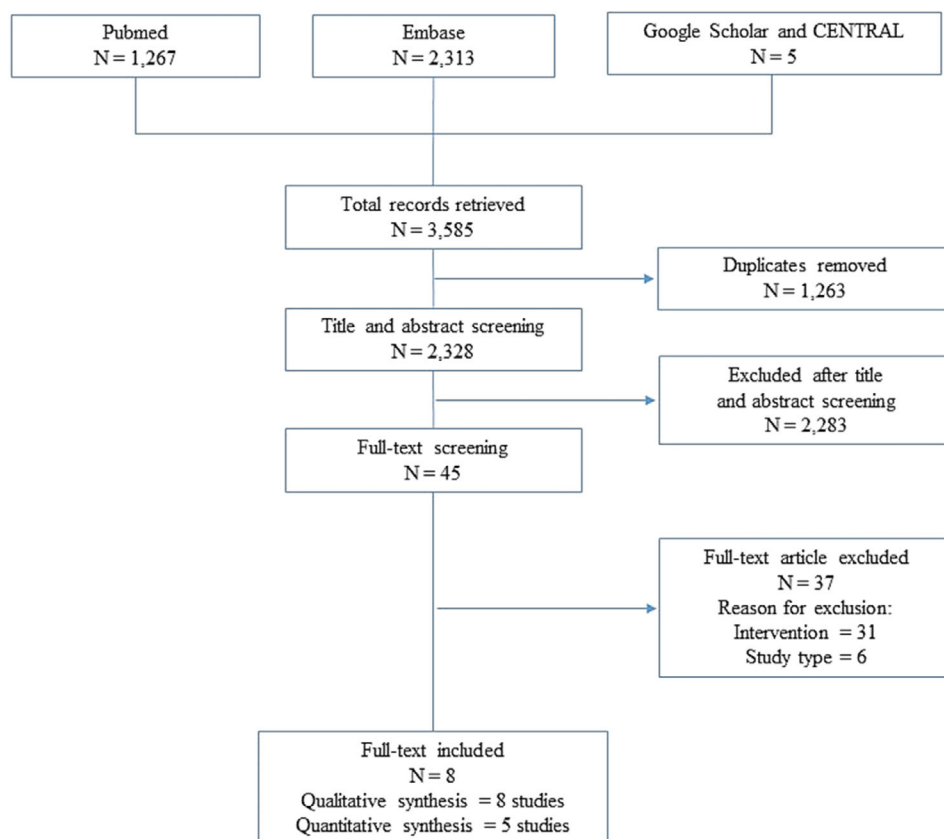 Pubmed
N = 1,267
Embase
N = 2,313
Google Scholar and CENTRAL
N = 5
Total records retrieved
N = 3,585
Duplicates removed
N = 1,263
Title and abstract screening
N = 2,328
Excluded after title
and abstract screening
N = 2,283
Full-text screening
N = 45
Full-text article excluded
N = 37
Reason for exclusion:
Intervention = 31
Study type = 6
Full-text included
N = 8
Qualitative synthesis = 8 studies
Quantitative synthesis = 5 studies